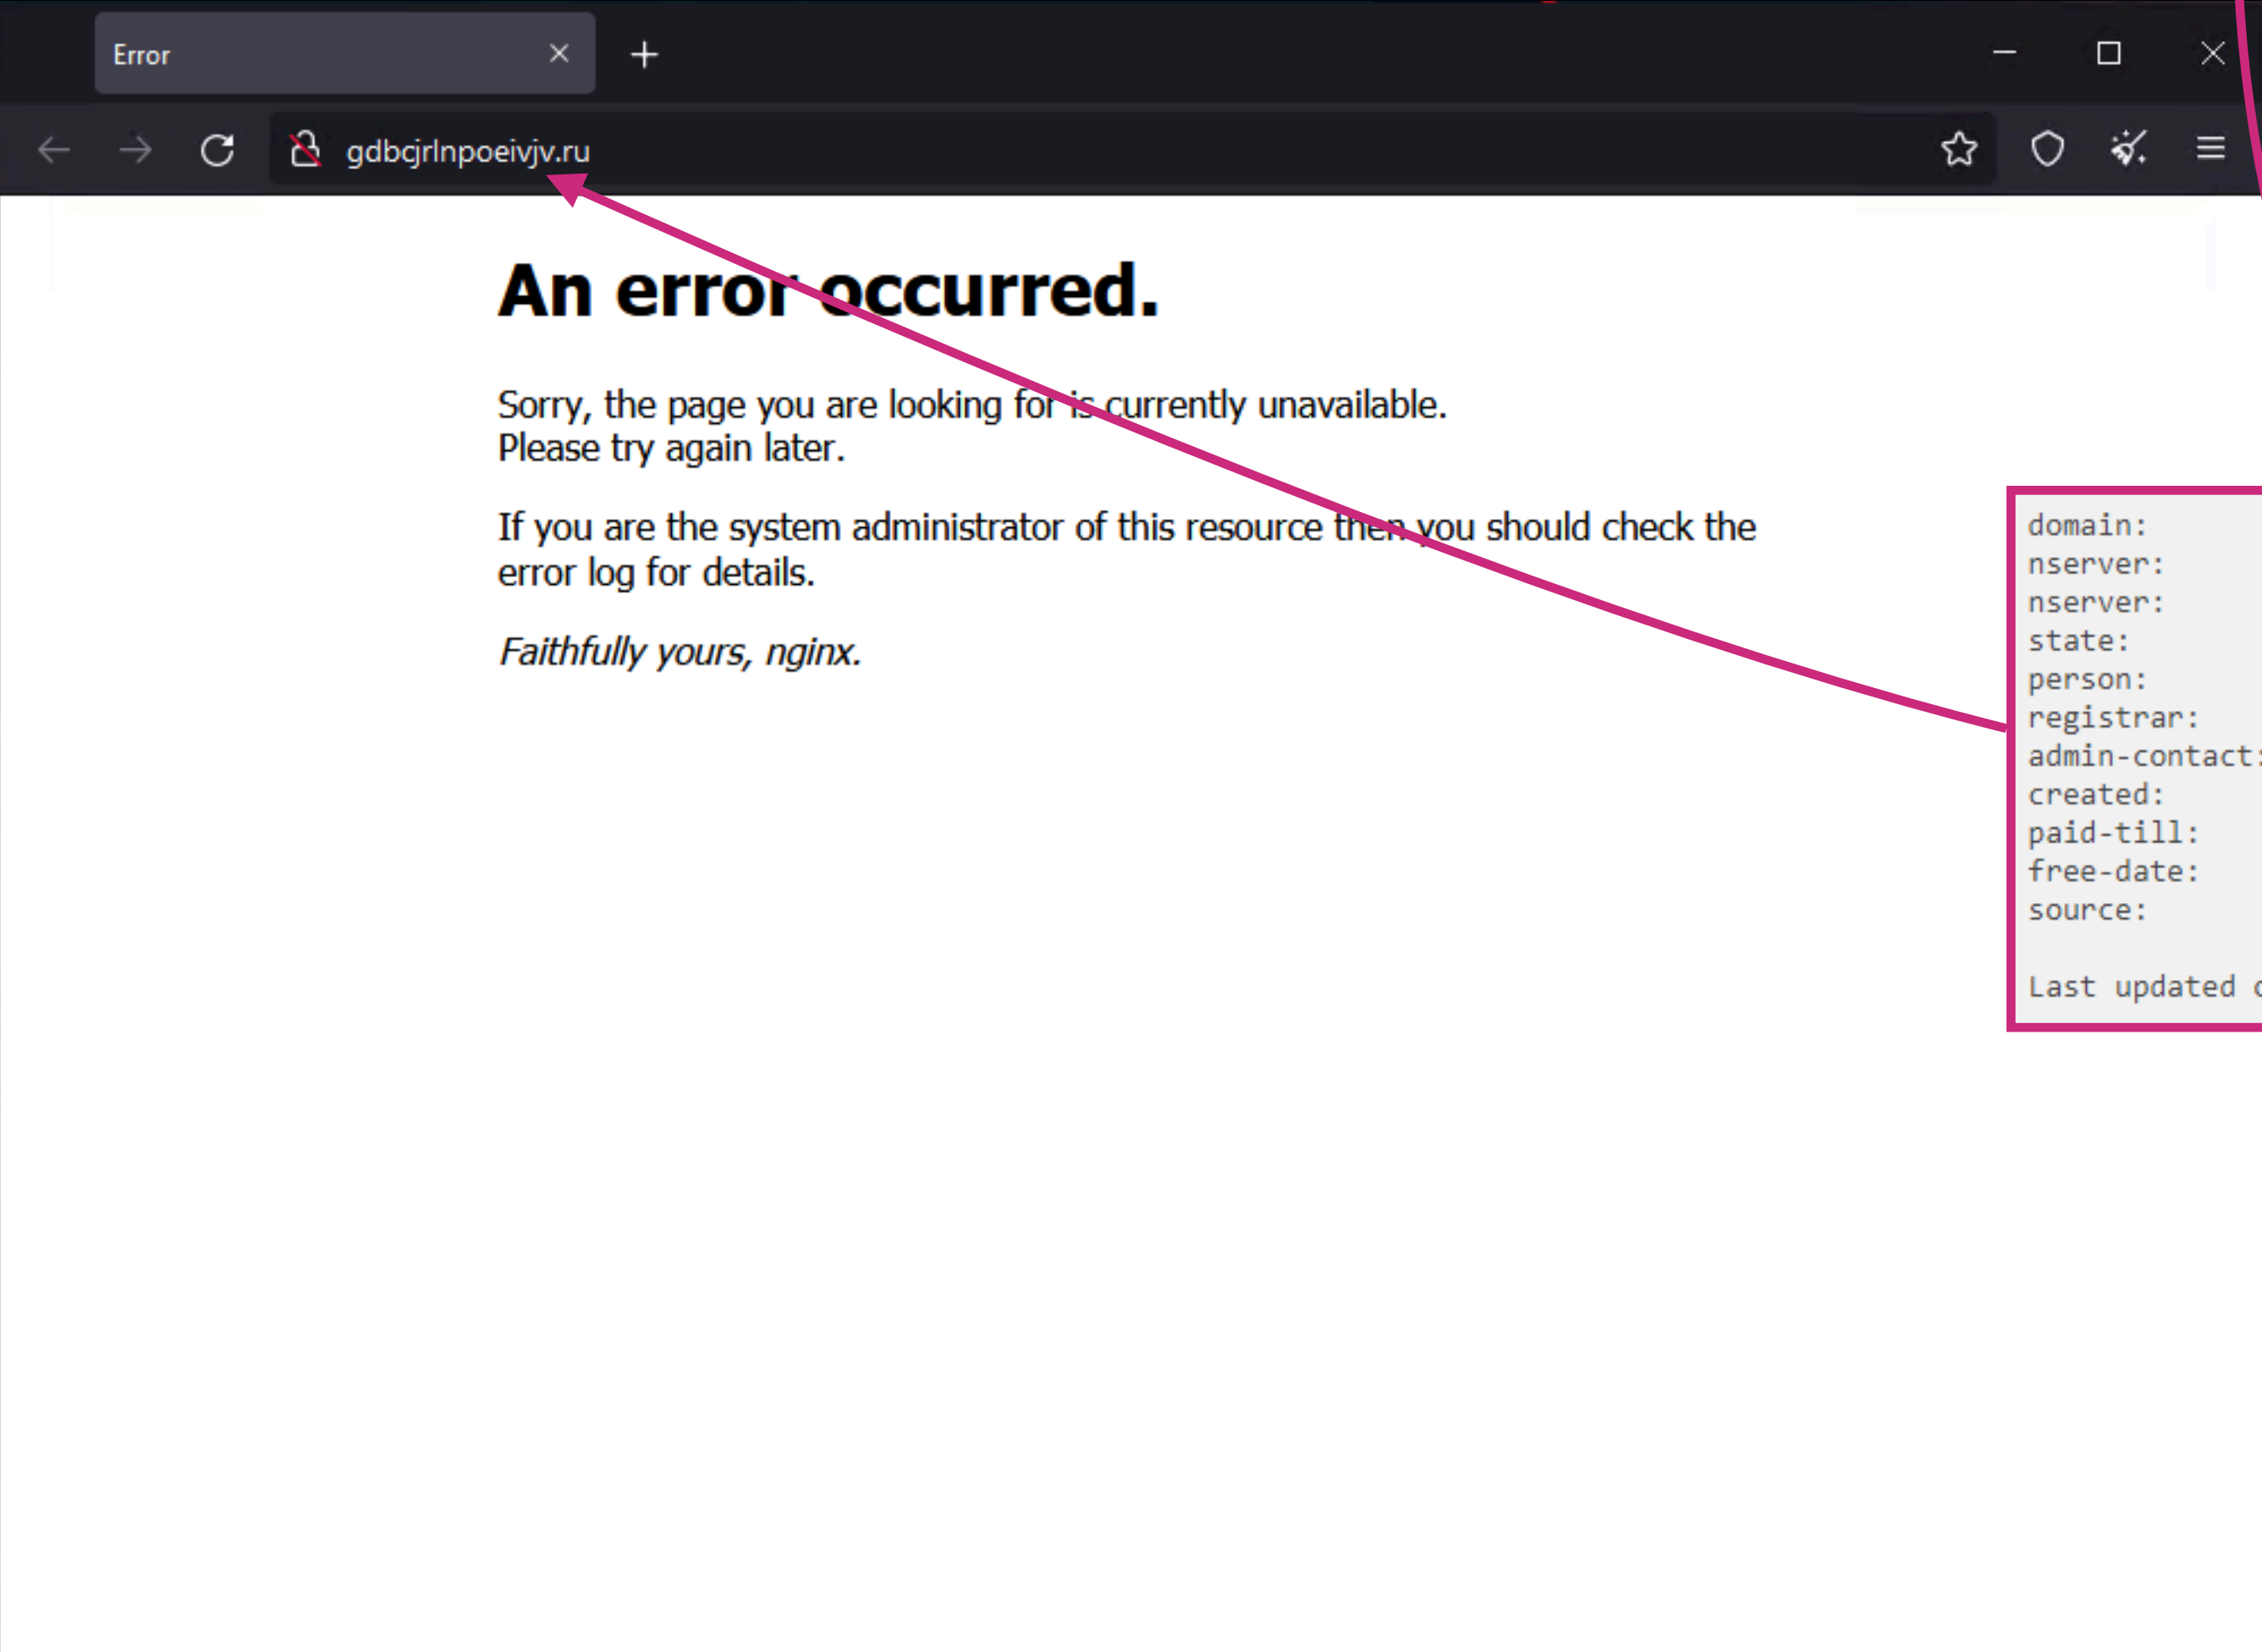 Error
gdbcjrlnpoeivjv.ru
An error occurred.
Sorry, the page you are looking for is currently unavailable.
Please try again later.
If you are the system administrator of this resource then you should check the
error log for details.
Faithfully yours, nginx.
domain:
nserver:
nserver:
state:
person:
registrar:
admin-contact:
created:
paid-till:
free-date:
source:
Last updated